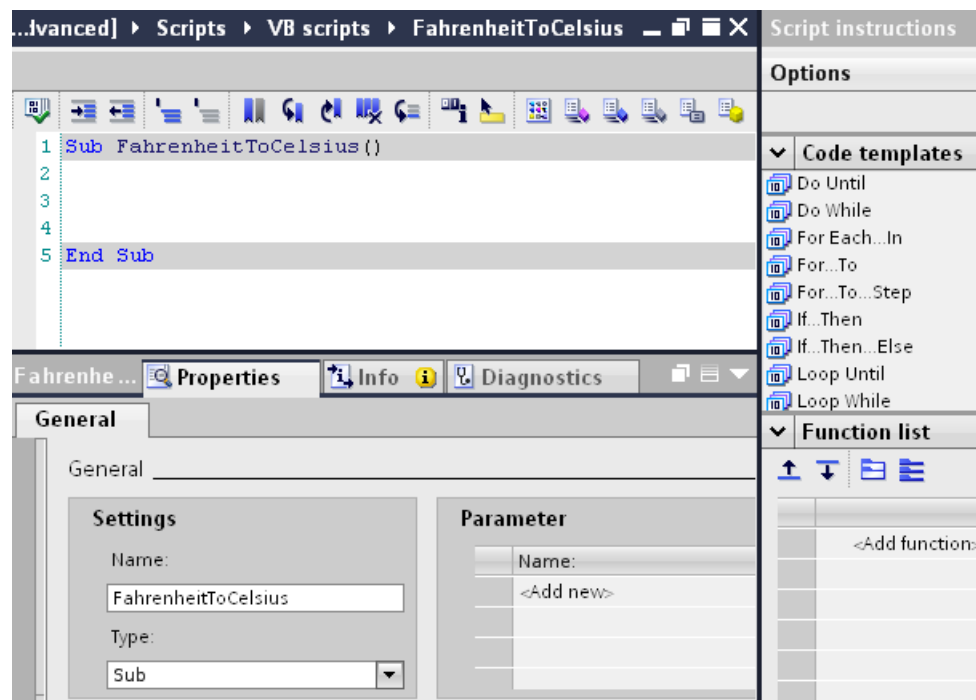 ...dvanced] ▸ Scripts ▸ VB scripts ▸ FahrenheitToCelsius
Script instructions
Options
1 Sub FahrenheitToCelsius()
2
3
4
5 End Sub
Code templates
Do Until
Do While
For Each...In
For...To
For...To...Step
If...Then
If...Then...Else
Loop Until
Loop While
Fahrenhe... Properties Info Diagnostics
General
Function list
General
Settings
Parameter
Name:
Name:
<Add function>
FahrenheitToCelsius
<Add new>
Type:
Sub